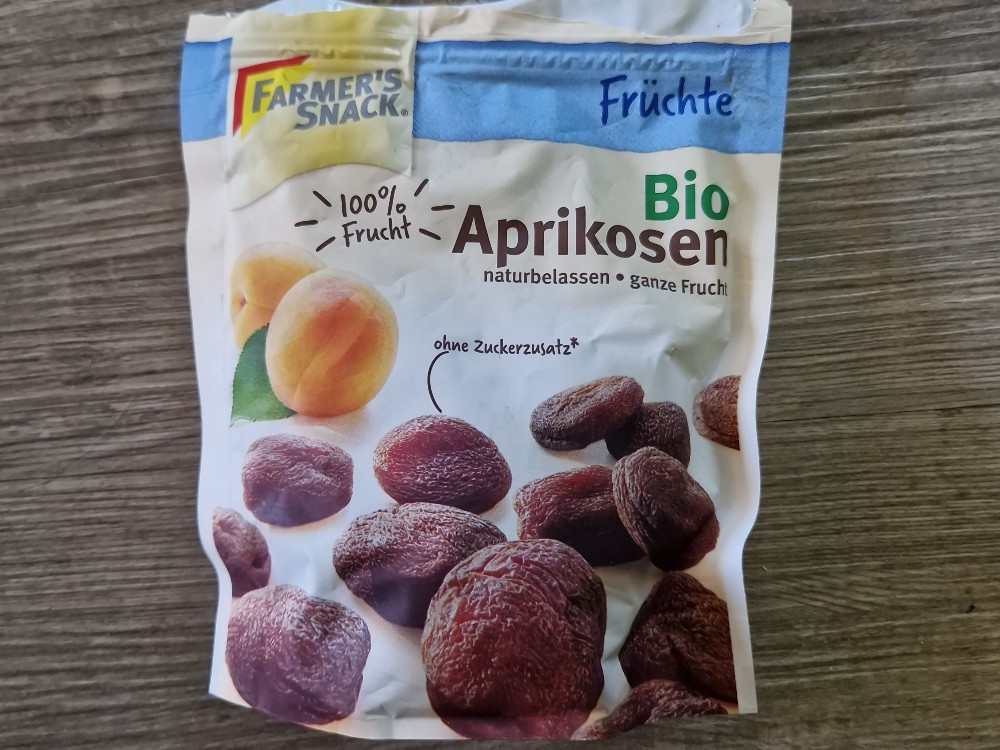 FARMER'S
SNACK®
Früchte
100%
Frucht
Bio
Aprikosen
naturbelassen • ganze Frucht
ohne Zuckerzusatz*